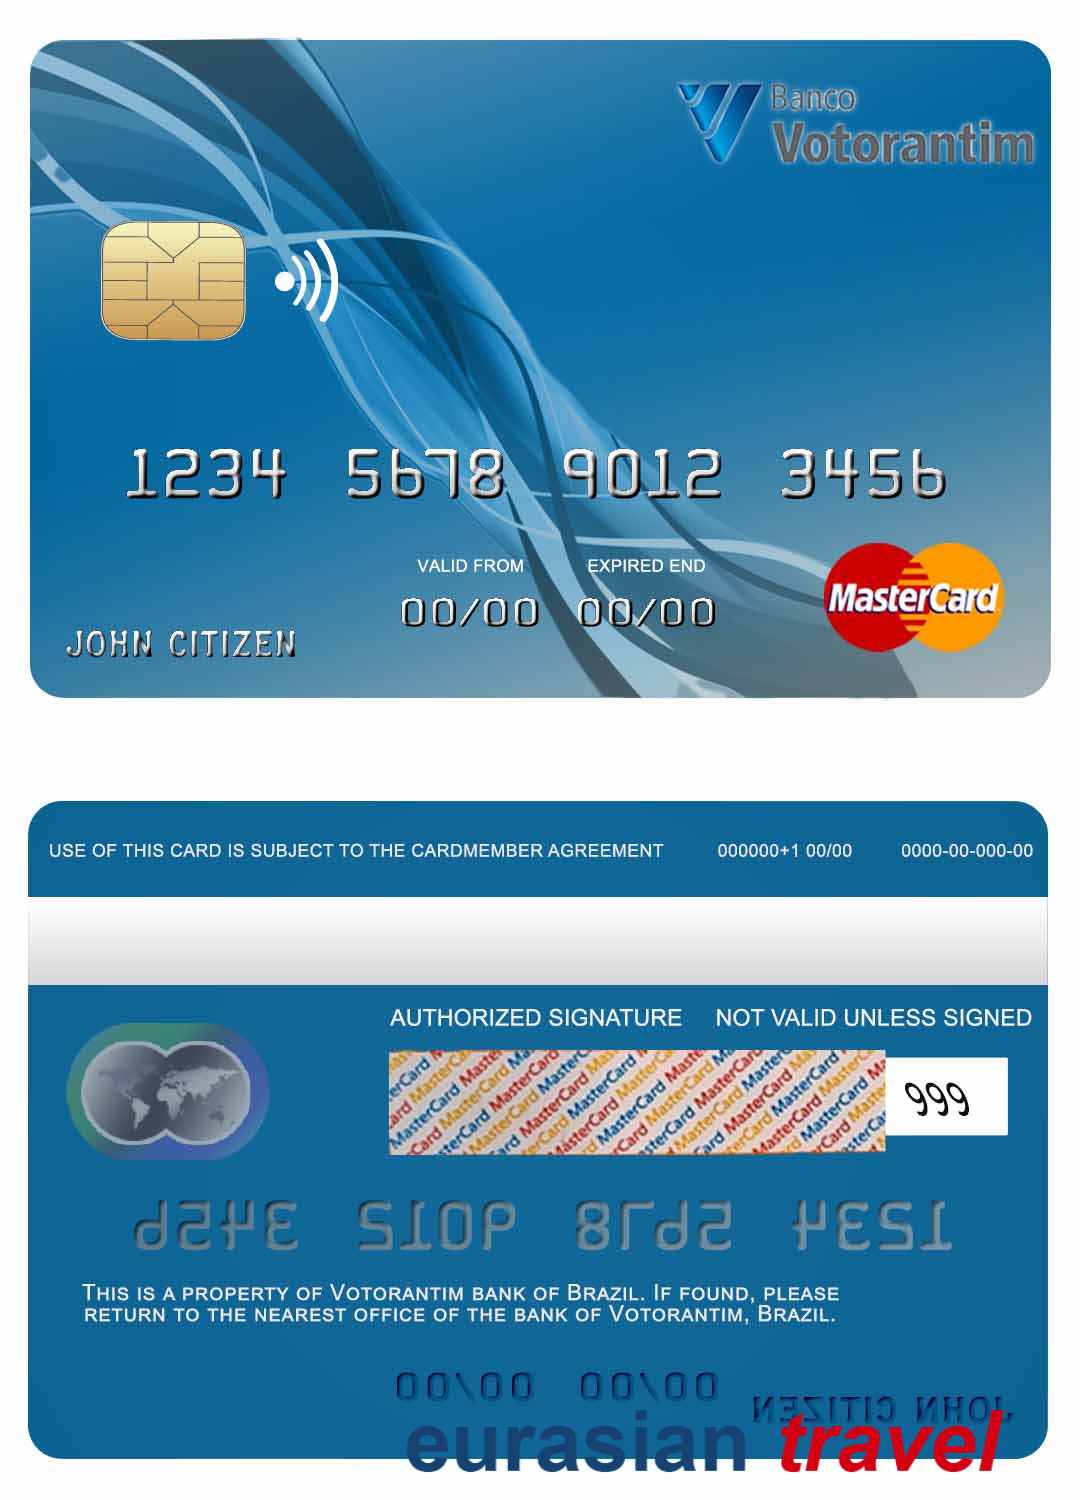 Banco
Votorantim
1234 5678 9012 3456
VALID FROM EXPIRED END
00/00 00/00
MasterCard
JOHN CITIZEN
USE OF THIS CARD IS SUBJECT TO THE CARDMEMBER AGREEMENT 000000+1 00/00 0000-00-000-00
AUTHORIZED SIGNATURE NOT VALID UNLESS SIGNED
MasterCard MasterCard MasterCard
999
1234 5678 9012 3456
THIS IS A PROPERTY OF VOTORANTIM BANK OF BRAZIL. IF FOUND, PLEASE
RETURN TO THE NEAREST OFFICE OF THE BANK OF VOTORANTIM, BRAZIL.
00/00 00/00
JOHN CITIZEN
eurasian travel